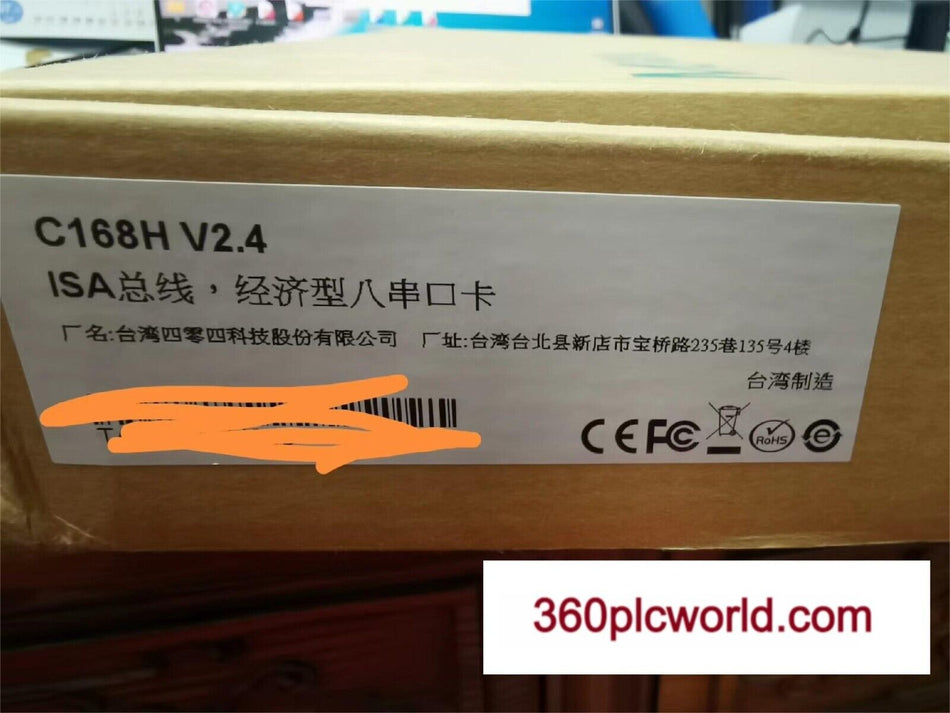 C168H V2.4
ISA总线，经济型八串口卡
厂名:台湾四零四科技股份有限公司 厂址:台湾台北县新店市宝桥路235巷135号4楼
台湾制造
T
CE FC RoHS e
360plcworld.com